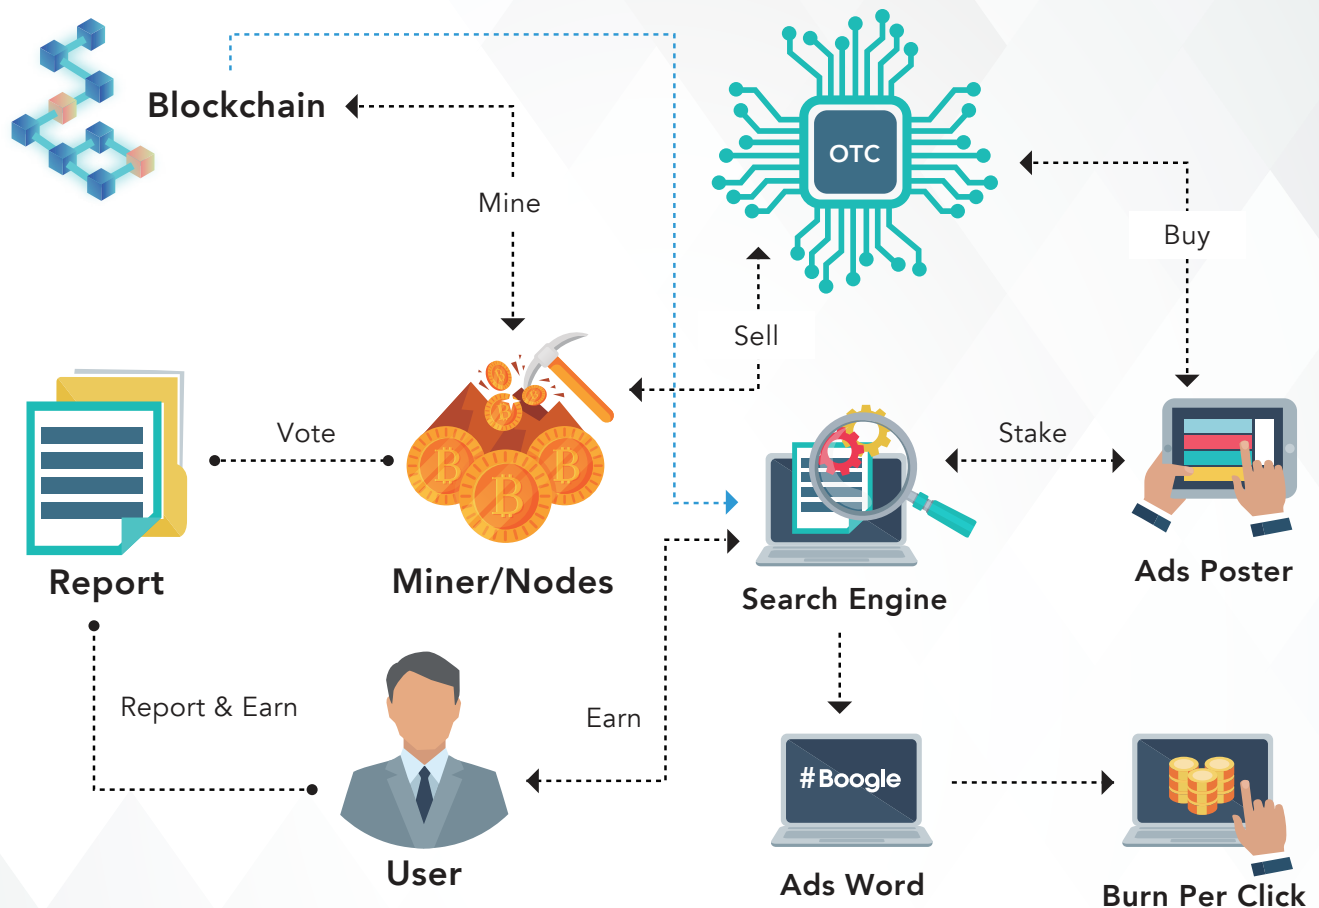 Blockchain
OTC
Mine
Buy
Sell
Vote
Stake
Report
Miner/Nodes
Search Engine
Ads Poster
Report & Earn
Earn
#Boogle
User
Ads Word
Burn Per Click